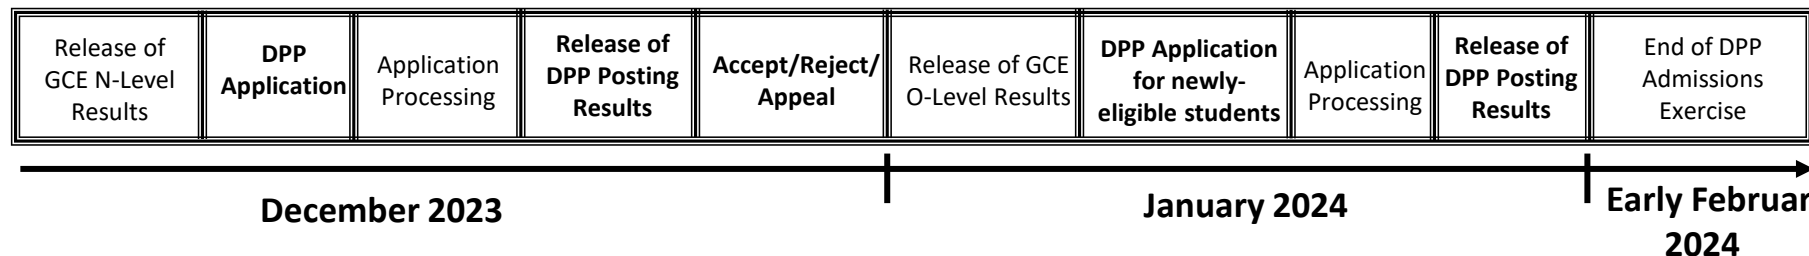 Release of
GCE N-Level
Results
DPP
Application
Application
Processing
Release of
DPP Posting
Results
Accept/Reject/
Appeal
Release of GCE
O-Level Results
DPP Application
for newly-
eligible students
Application
Processing
Release of
DPP Posting
Results
End of DPP
Admissions
Exercise
December 2023
January 2024
Early Februar
2024